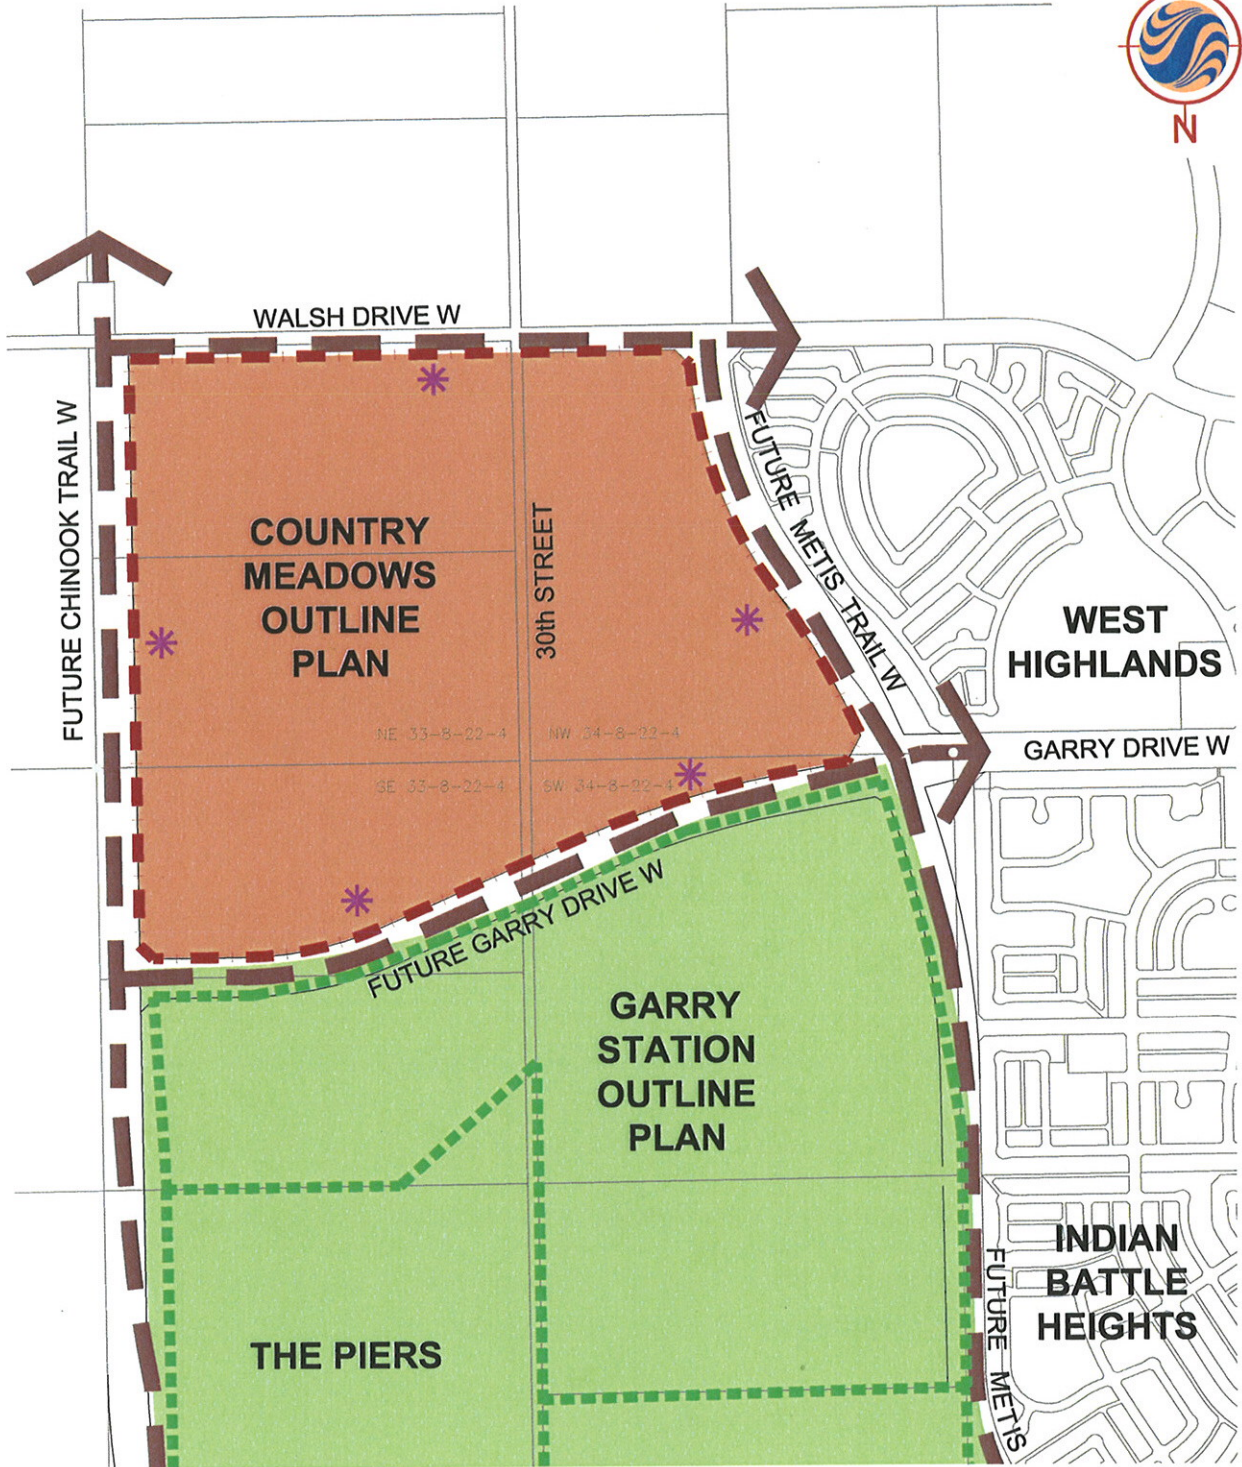 N
WALSH DRIVE W
FUTURE CHINOOK TRAIL W
COUNTRY
MEADOWS
OUTLINE
PLAN
30th STREET
FUTURE METIS TRAIL W
WEST
HIGHLANDS
NE 33-8-22-4
NW 34-8-22-4
GARRY DRIVE W
SE 33-8-22-4
SW 34-8-22-4
FUTURE GARRY DRIVE W
GARRY
STATION
OUTLINE
PLAN
INDIAN
BATTLE
HEIGHTS
FUTURE METIS
THE PIERS